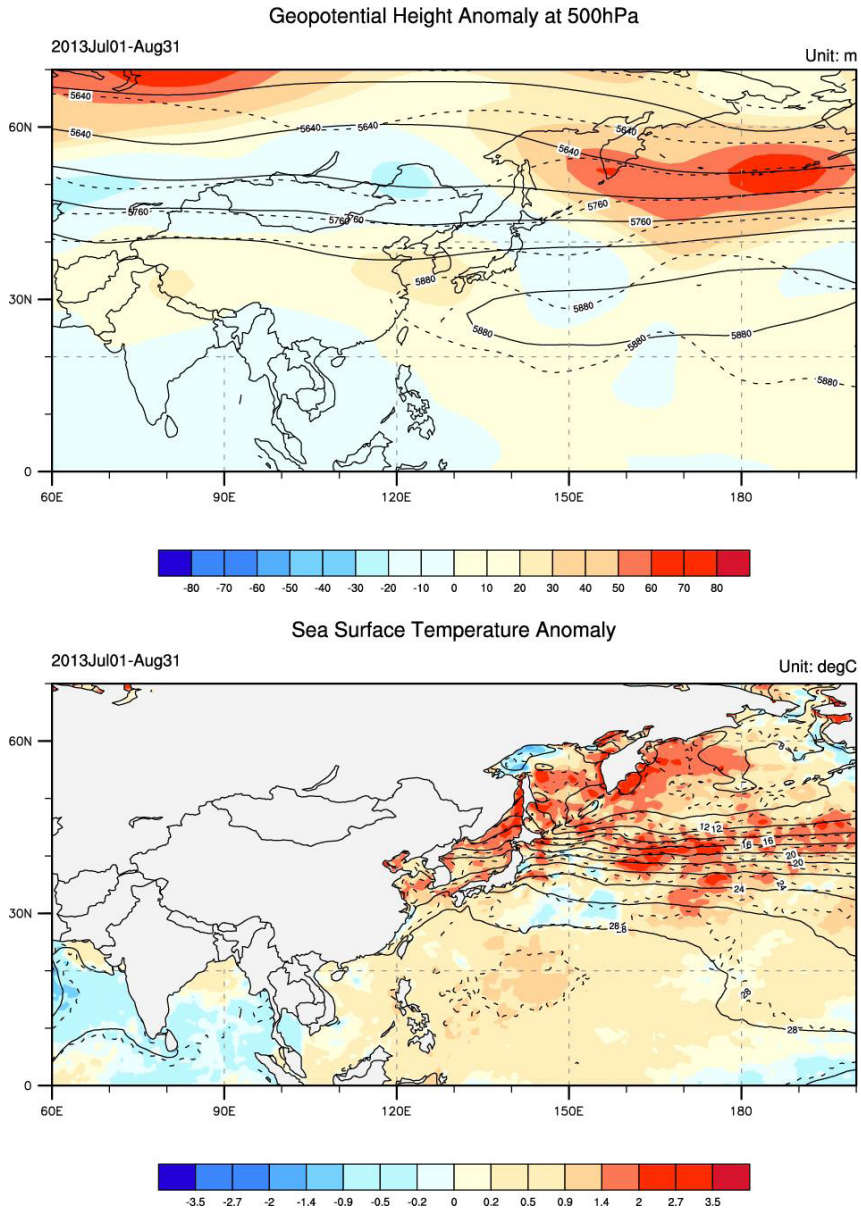 Geopotential Height Anomaly at 500hPa
2013Jul01-Aug31
Unit: m
5640
5640 5640 5640 5640
5640
5760 5760 5760
5760
5880
5880
5880 5880 5880
5880
60N
30N
0
60E 90E 120E 150E 180
-80 -70 -60 -50 -40 -30 -20 -10 0 10 20 30 40 50 60 70 80
Sea Surface Temperature Anomaly
2013Jul01-Aug31
Unit: degC
8
12 12
16 16
20
20
24 24
28
28
28
60N
30N
0
60E 90E 120E 150E 180
-3.5 -2.7 -2 -1.4 -0.9 -0.5 -0.2 0 0.2 0.5 0.9 1.4 2 2.7 3.5